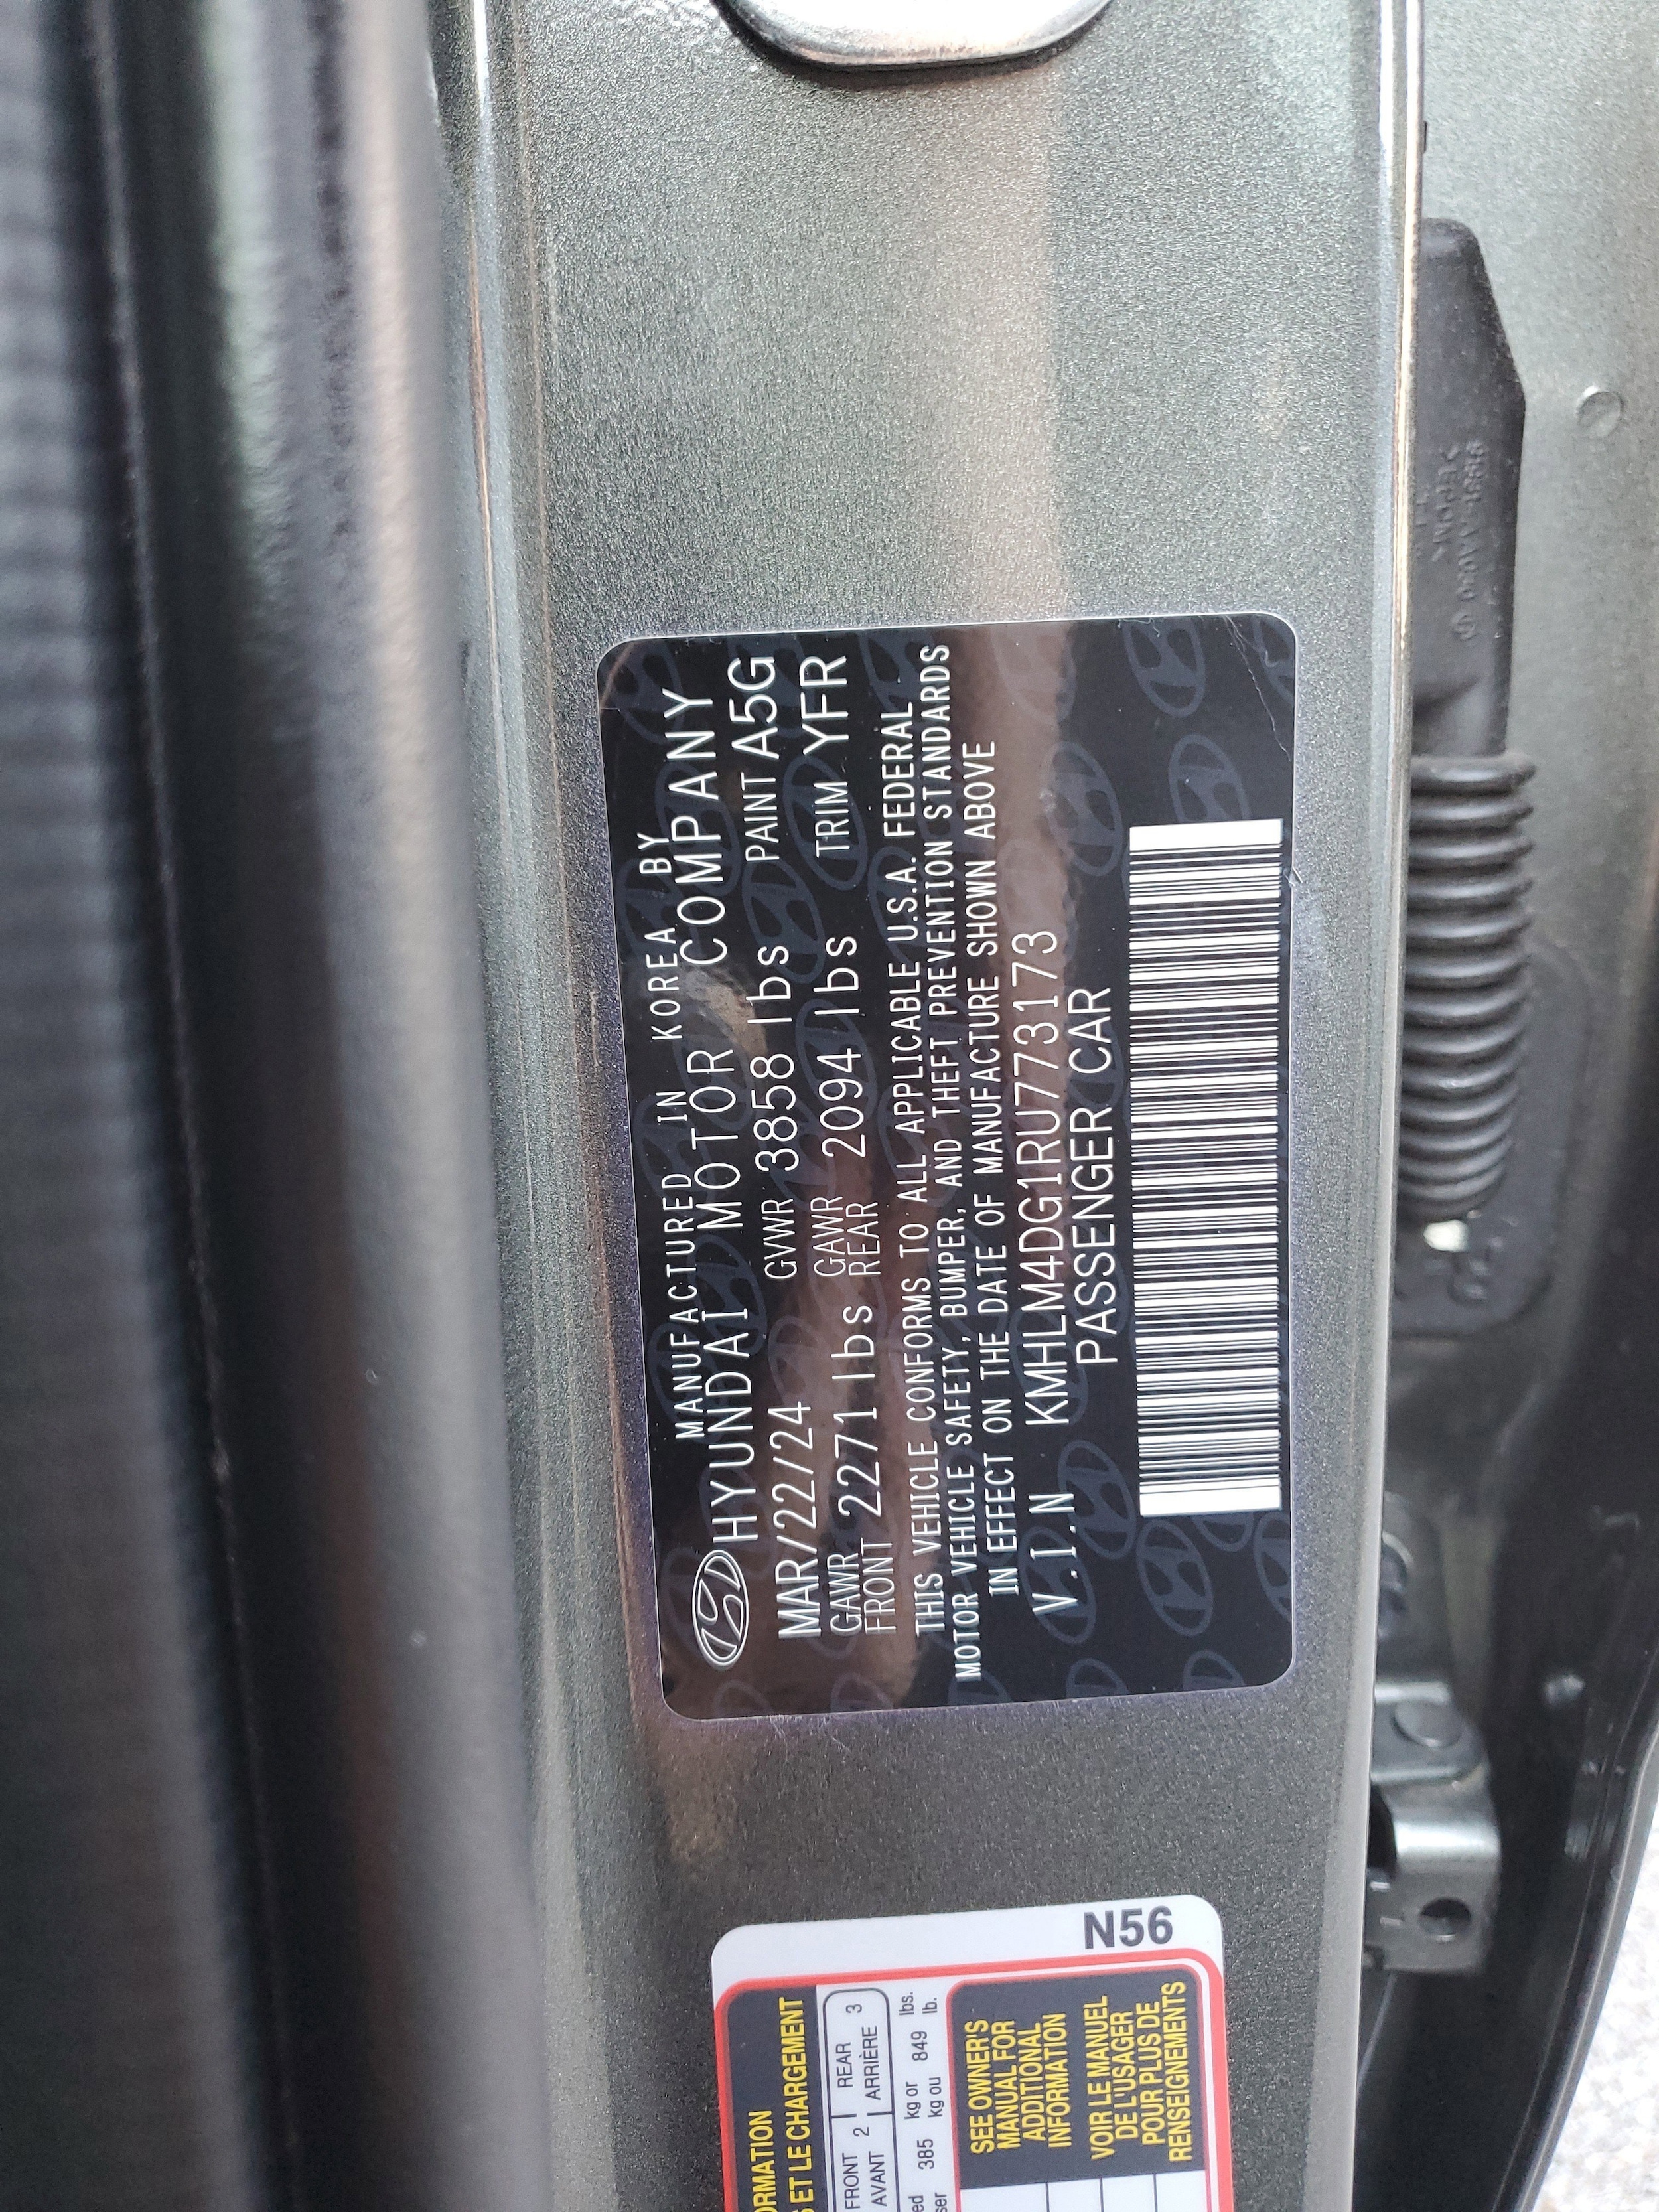 MANUFACTURED IN KOREA BY
HYUNDAI MOTOR COMPANY
MAR/22/24 GVWR 3858 lbs PAINT A5G
GAWR FRONT 2271 lbs GAWR REAR 2094 lbs TRIM YFR
THIS VEHICLE CONFORMS TO ALL APPLICABLE U.S.A. FEDERAL
MOTOR VEHICLE SAFETY, BUMPER, AND THEFT PREVENTION STANDARDS
IN EFFECT ON THE DATE OF MANUFACTURE SHOWN ABOVE
V.I.N KMHLM4DG1RU773173
PASSENGER CAR
ET LE CHARGEMENT
FRONT 2 REAR 3
AVANT ARRIÈRE
385 kg or 849 lbs.
kg ou lb.
SEE OWNER'S
MANUAL FOR
ADDITIONAL
INFORMATION
VOIR LE MANUEL
DE L'USAGER
POUR PLUS DE
RENSEIGNEMENTS
N56